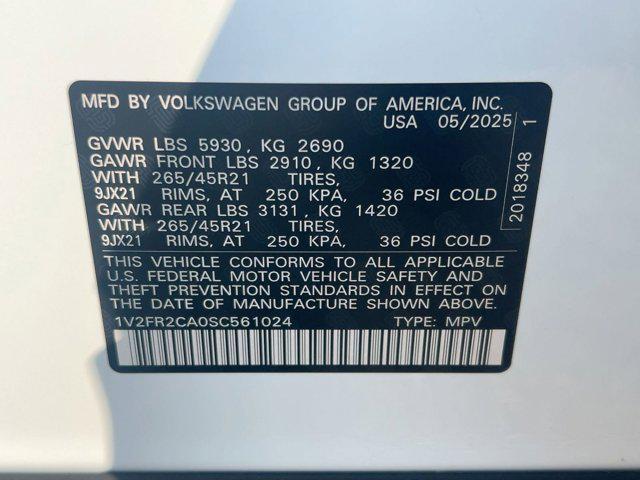 MFD BY VOLKSWAGEN GROUP OF AMERICA, INC.
USA 05/2025
GVWR LBS 5930 , KG 2690
GAWR FRONT LBS 2910 , KG 1320
WITH 265/45R21 TIRES,
9JX21 RIMS, AT 250 KPA, 36 PSI COLD
GAWR REAR LBS 3131 , KG 1420
WITH 265/45R21 TIRES,
9JX21 RIMS, AT 250 KPA, 36 PSI COLD
THIS VEHICLE CONFORMS TO ALL APPLICABLE
U.S. FEDERAL MOTOR VEHICLE SAFETY AND
THEFT PREVENTION STANDARDS IN EFFECT ON
THE DATE OF MANUFACTURE SHOWN ABOVE.
1V2FR2CA0SC561024 TYPE: MPV
2018348 1